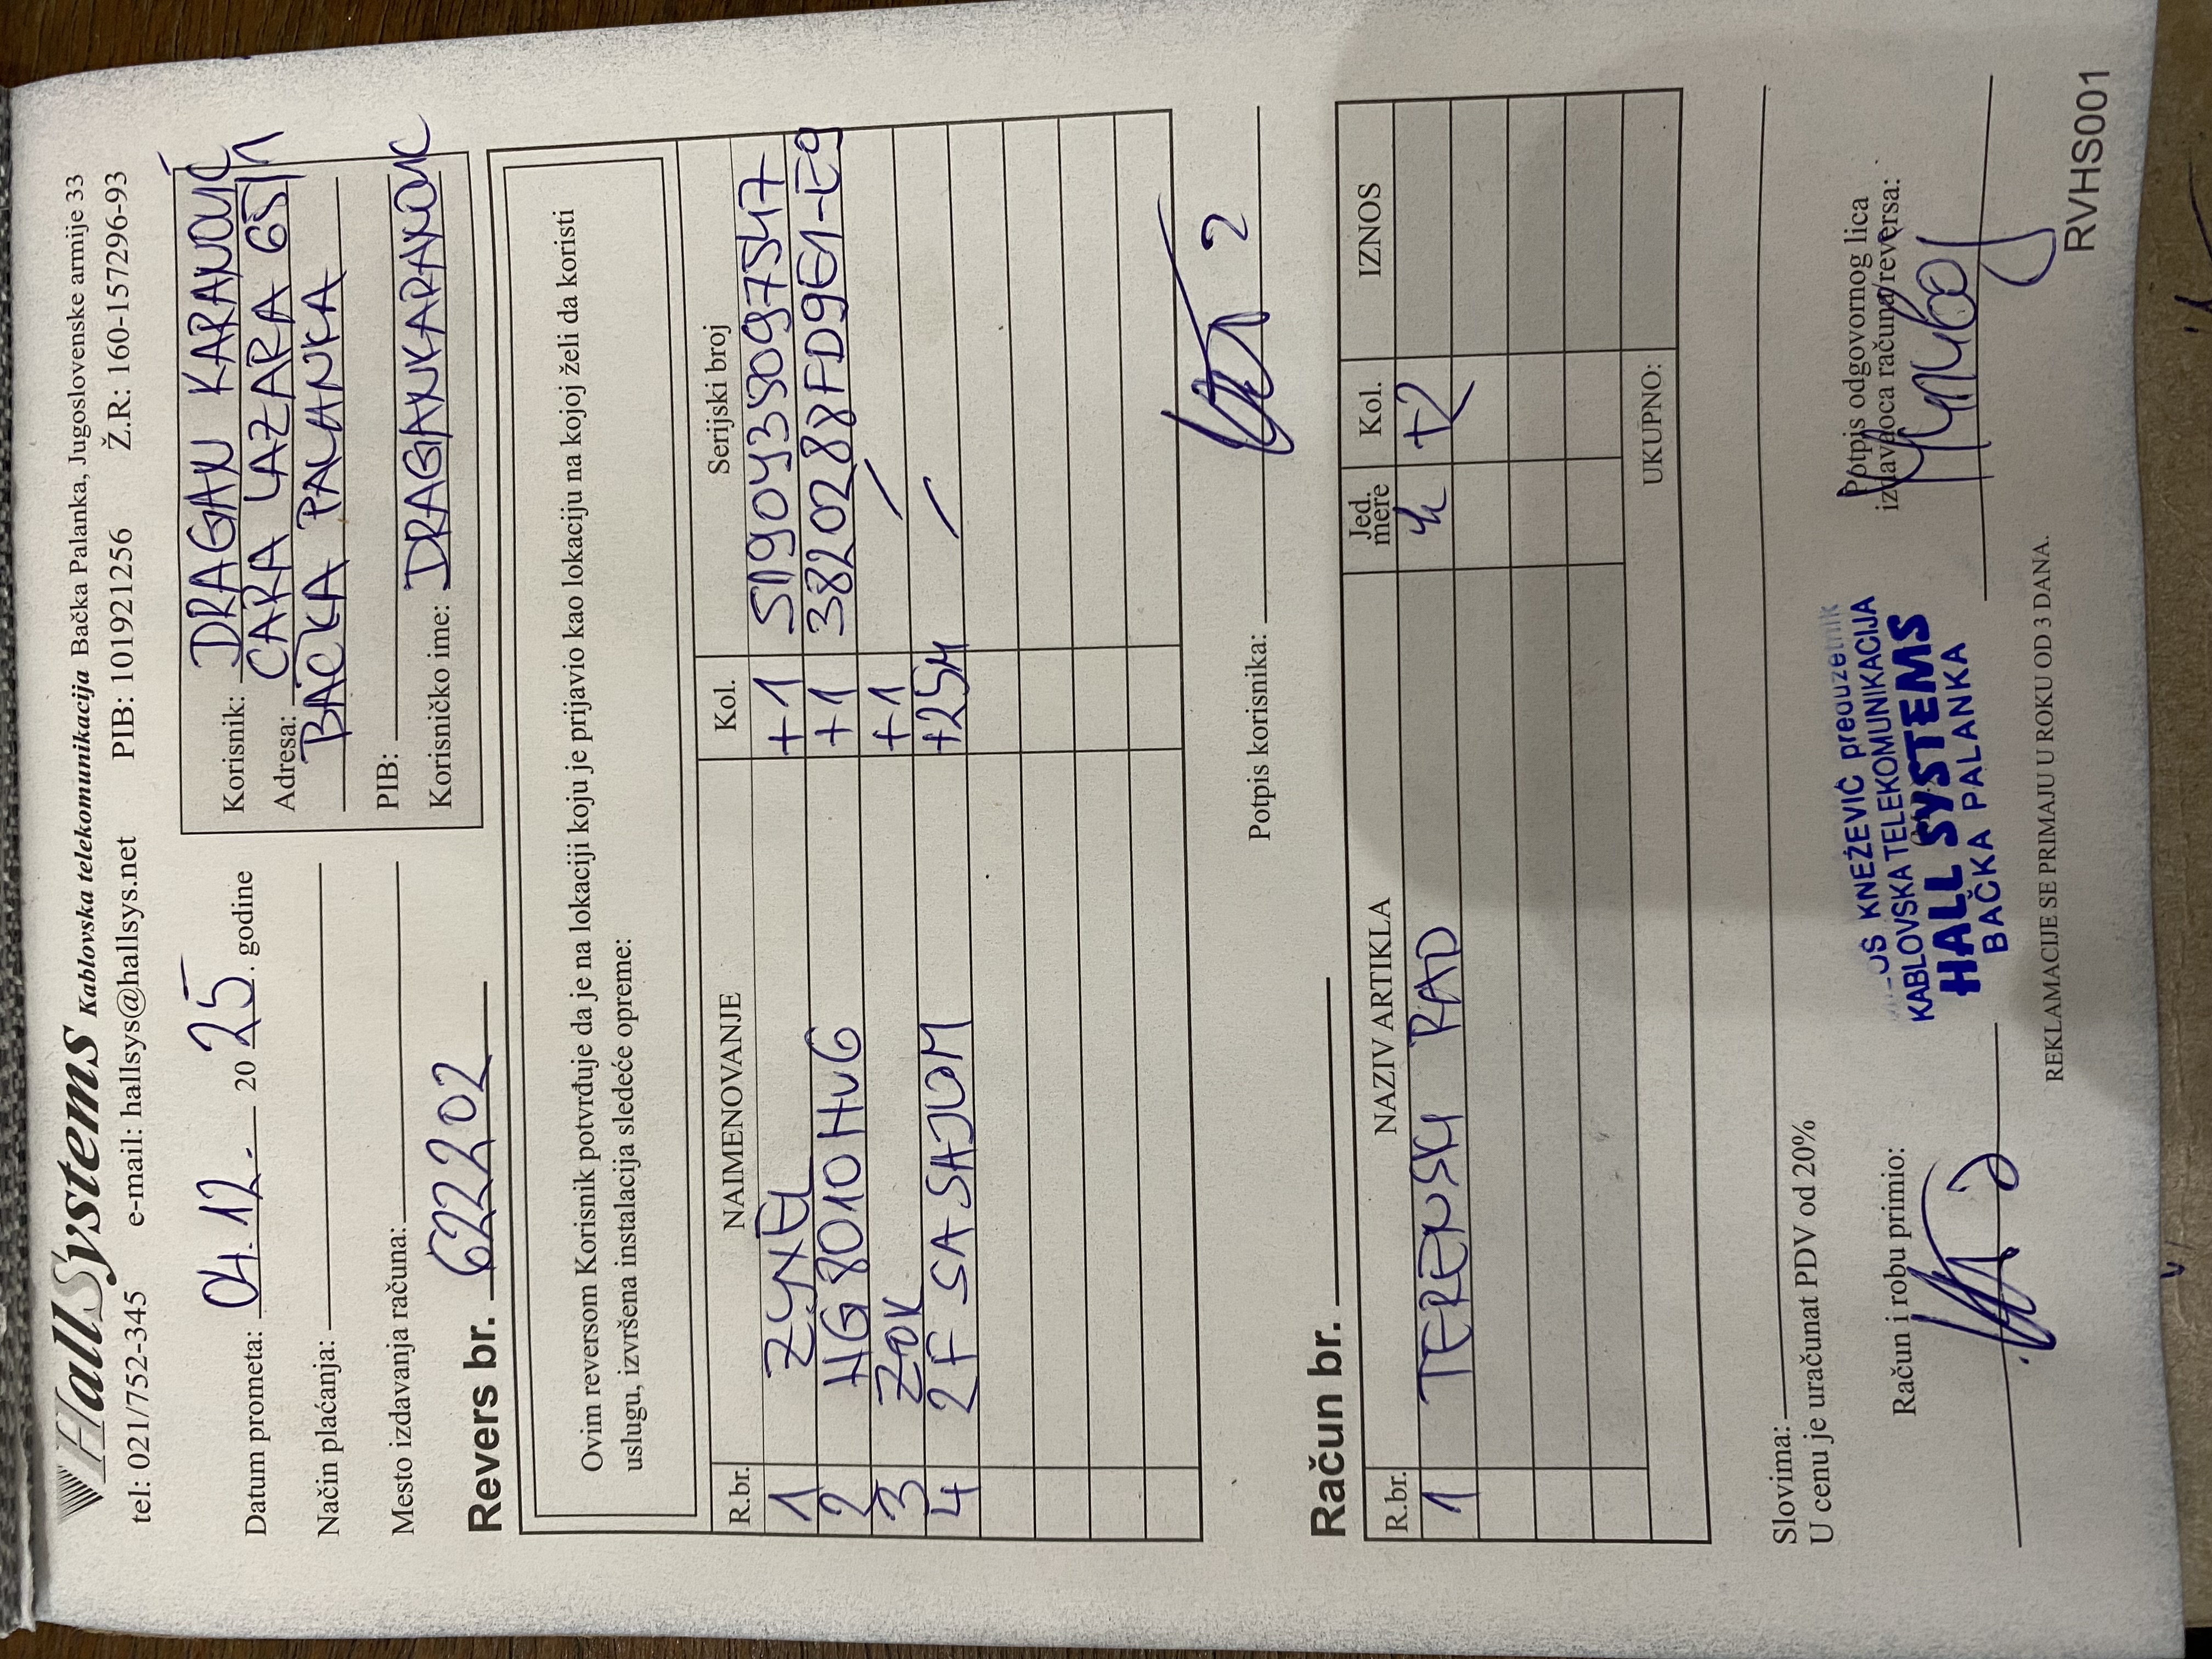 HallSystems Kablovska telekomunikacija Bačka Palanka, Jugoslovenske armije 33
tel: 021/752-345 e-mail: hallsys@hallsys.net PIB: 101921256 Ž.R: 160-1577296-93
Datum prometa: 04.12. 2025. godine
Način plaćanja:
Mesto izdavanja računa:
Korisnik: DRAGAN KARANOVIĆ
Adresa: CARA LAZARA 65/h
BAČKA PALANKA
PIB:
Korisničko ime: DRAGANKARANOVIC
Revers br. 622202
Ovim reversom Korisnik potvrđuje da je na lokaciji koju je prijavio kao lokaciju na kojoj želi da koristi
uslugu, izvršena instalacija sledeće opreme:
R.br. NAIMENOVANJE Kol. Serijski broj
1 ZYXEL +1 S190Y35097547
2 HG8010HV6 +1 3820288FD9E1-E9
3 ZOK +1 /
4 2F SA SAJLOM +25M /
Potpis korisnika:
Račun br.
R.br. NAZIV ARTIKLA Jed. mere Kol. IZNOS
1 TERENSKI RAD h +2
UKUPNO:
Slovima:
U cenu je uračunat PDV od 20%
Račun i robu primio:
Potpis odgovornog lica
izdavaoca računa/reversa:
KNEŽEVIĆ preduzetnik
KABLOVSKA TELEKOMUNIKACIJA
HALL SYSTEMS
BAČKA PALANKA
REKLAMACIJE SE PRIMAJU U ROKU OD 3 DANA.
RVHS001